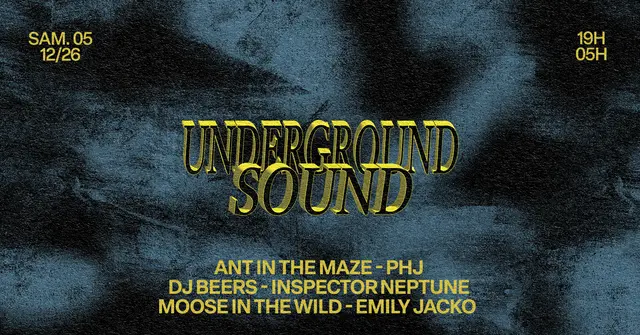 SAM. 05
12/26
19H
05H
UNDERGROUND
SOUND
ANT IN THE MAZE - PHJ
DJ BEERS - INSPECTOR NEPTUNE
MOOSE IN THE WILD - EMILY JACKO